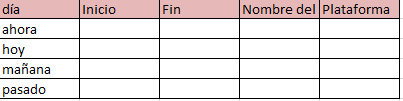 día Inicio Fin Nombre del Plataforma
ahora
hoy
mañana
pasado